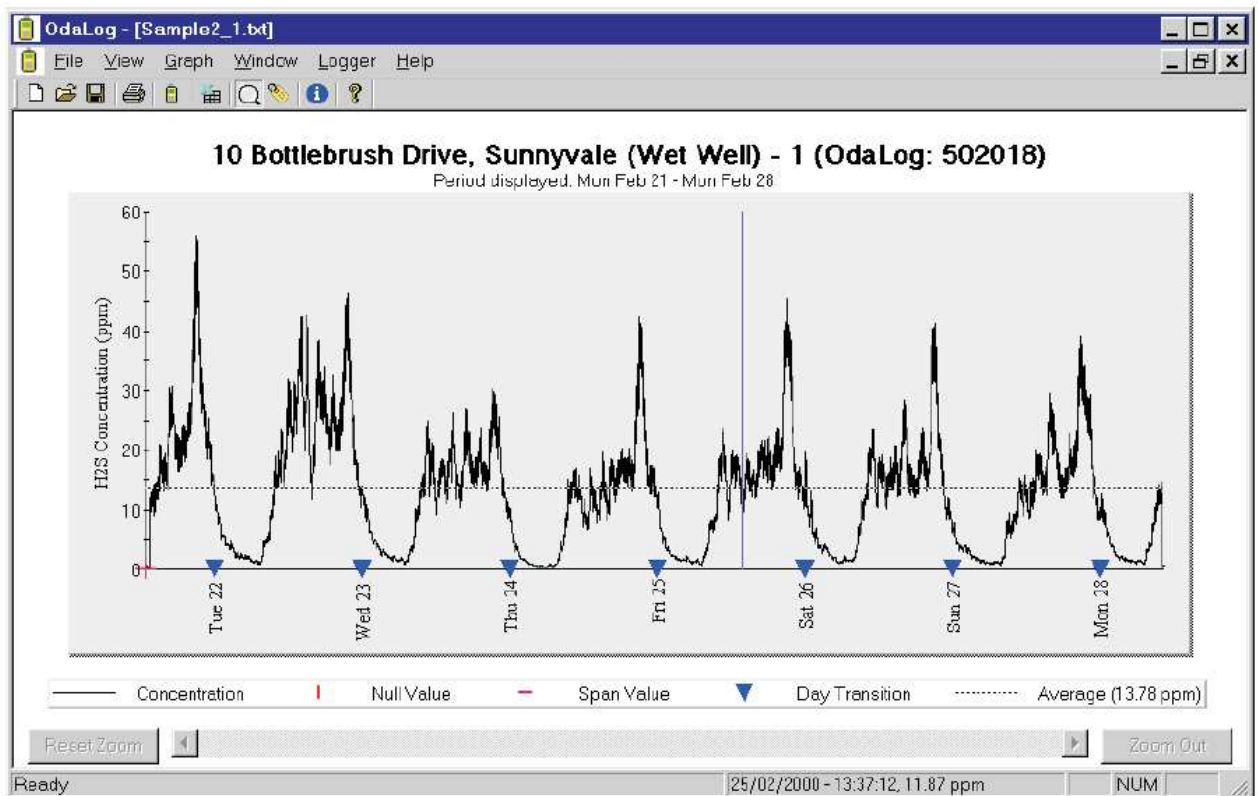 OdaLog - [Sample2_1.txt]
File View Graph Window Logger Help
10 Bottlebrush Drive, Sunnyvale (Wet Well) - 1 (OdaLog: 502018)
Period displayed: Mon Feb 21 - Mon Feb 28
H2S Concentration (ppm)
60
50
40
30
20
10
0
Tue 22
Wed 23
Thu 24
Fri 25
Sat 26
Sun 27
Mon 28
Concentration Null Value Span Value Day Transition Average (13.78 ppm)
Reset Zoom Zoom Out
Ready 25/02/2000 - 13:37:12, 11.87 ppm NUM